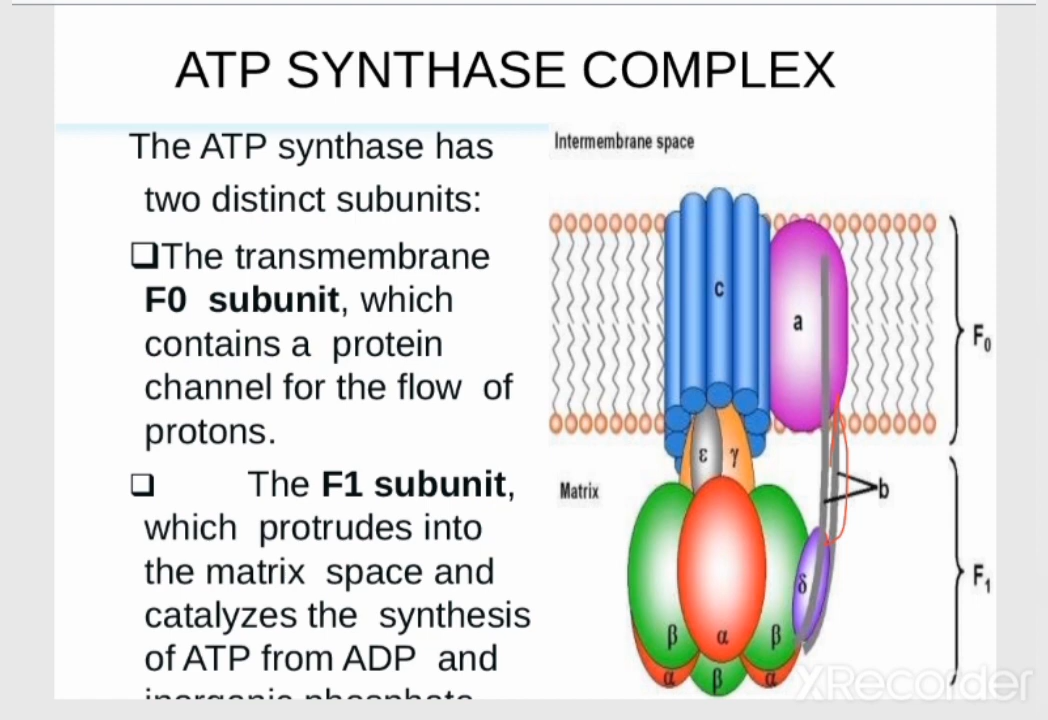 ATP SYNTHASE COMPLEX
The ATP synthase has
two distinct subunits:
❑The transmembrane
F0 subunit, which
contains a protein
channel for the flow of
protons.
❑ The F1 subunit,
which protrudes into
the matrix space and
catalyzes the synthesis
of ATP from ADP and
inorganic phosphate
Intermembrane space
c
a
F₀
ε γ
Matrix
b
δ
F₁
β α β
α β α
XRecorder